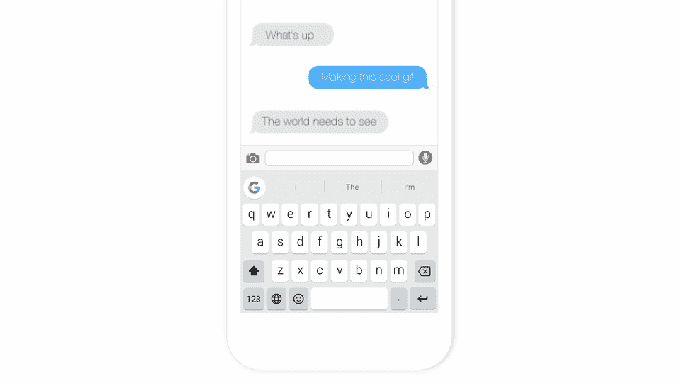 What's up
Making this cool gif
The world needs to see
G I The I'm
q w e r t y u i o p
a s d f g h j k l
z x c v b n m
123 .